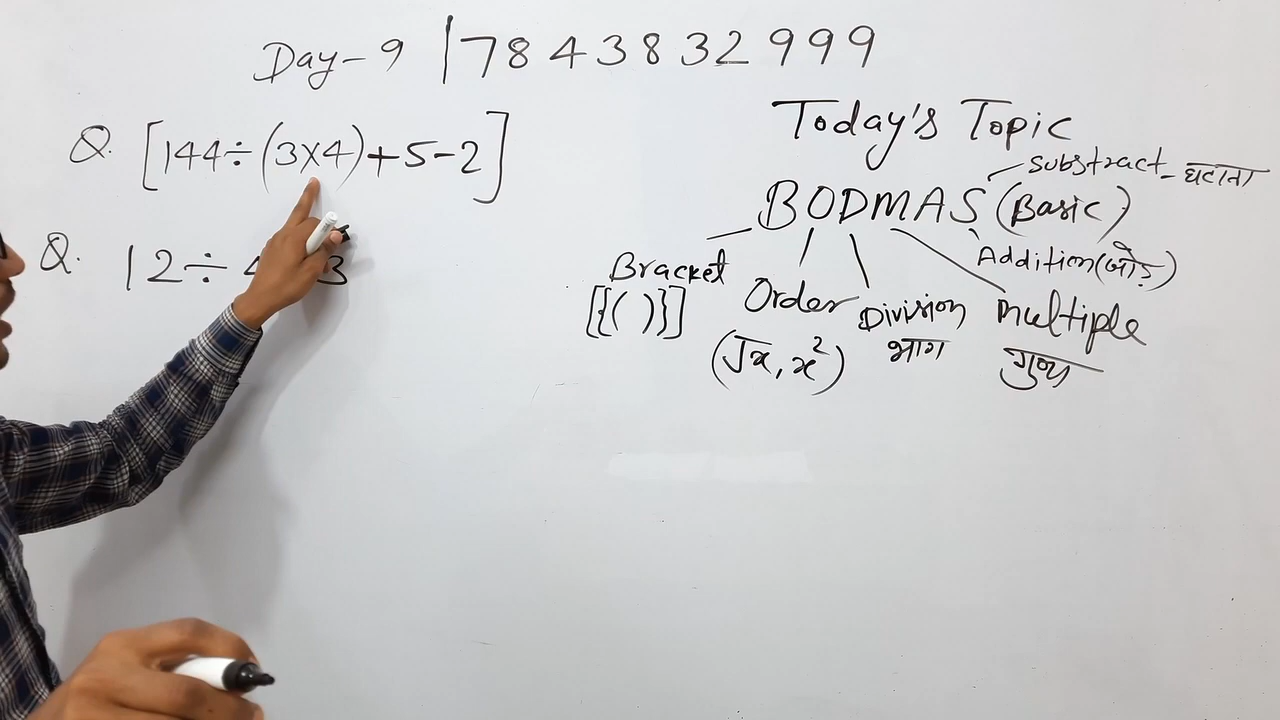 Day-9 | 7843832999
Q. [144÷(3×4)+5-2]
Q. 12÷ 3
Today's Topic
Substract - घटाना
BODMAS (Basic)
Addition (जोड़)
Bracket
[{( )}]
Order
(√x, x²)
Division
भाग
multiple
गुणा